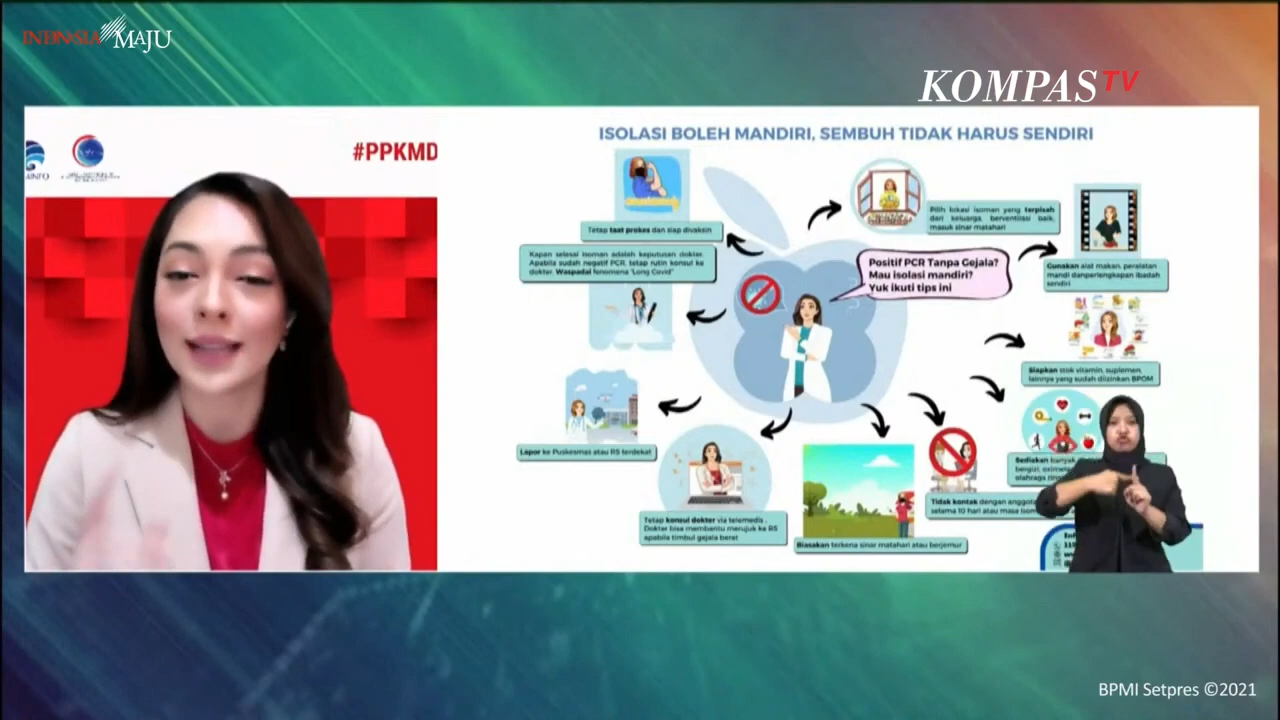 INDONESIA MAJU
KOMPAS TV
#PPKMD
ISOLASI BOLEH MANDIRI, SEMBUH TIDAK HARUS SENDIRI
Tetap taat prokes dan siap divaksin
Pilih lokasi isoman yang terpisah
dari keluarga, berventilasi baik,
masuk sinar matahari
Kapan selesai isoman adalah keputusan dokter.
Apabila sudah negatif PCR, tetap rutin konsul ke
dokter. Waspadai fenomena "Long Covid"
Positif PCR Tanpa Gejala?
Mau isolasi mandiri?
Yuk ikuti tips ini
Gunakan alat makan, peralatan
mandi danperlengkapan ibadah
sendiri
Siapkan stok vitamin, suplemen,
lainnya yang sudah diizinkan BPOM
Lapor ke Puskesmas atau RS terdekat
Sediakan banyak
bergizi,
olahraga
Tidak kontak dengan anggota
selama 10 hari atau masa isom
Tetap konsul dokter via telemedis .
Dokter bisa membantu merujuk ke RS
apabila timbul gejala berat
Biasakan terkena sinar matahari atau berjemur
BPMI Setpres ©2021